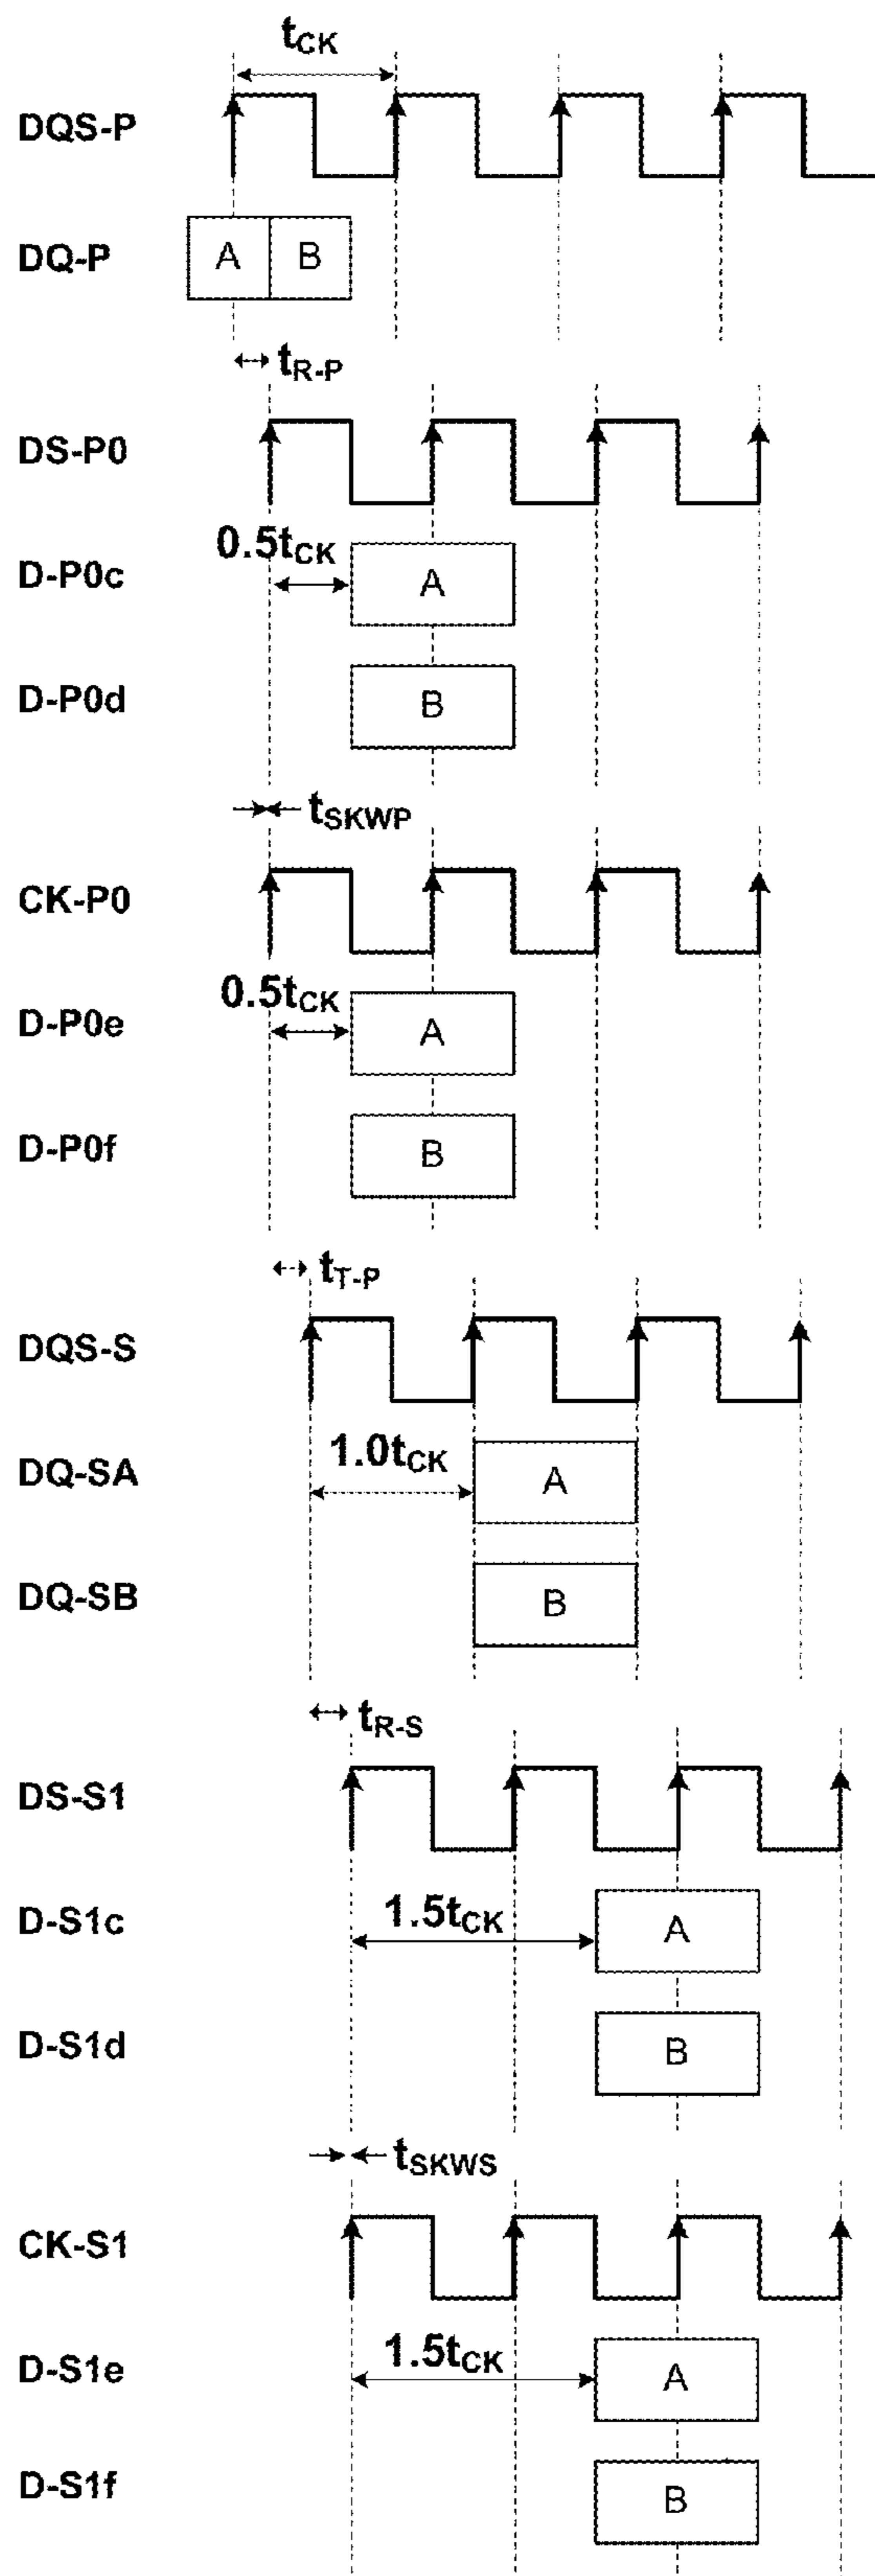 tCK
DQS-P
DQ-P A B
tR-P
DS-P0
0.5tCK
D-P0c A
D-P0d B
tSKWP
CK-P0
0.5tCK
D-P0e A
D-P0f B
tT-P
DQS-S
1.0tCK
DQ-SA A
DQ-SB B
tR-S
DS-S1
1.5tCK
D-S1c A
D-S1d B
tSKWS
CK-S1
1.5tCK
D-S1e A
D-S1f B